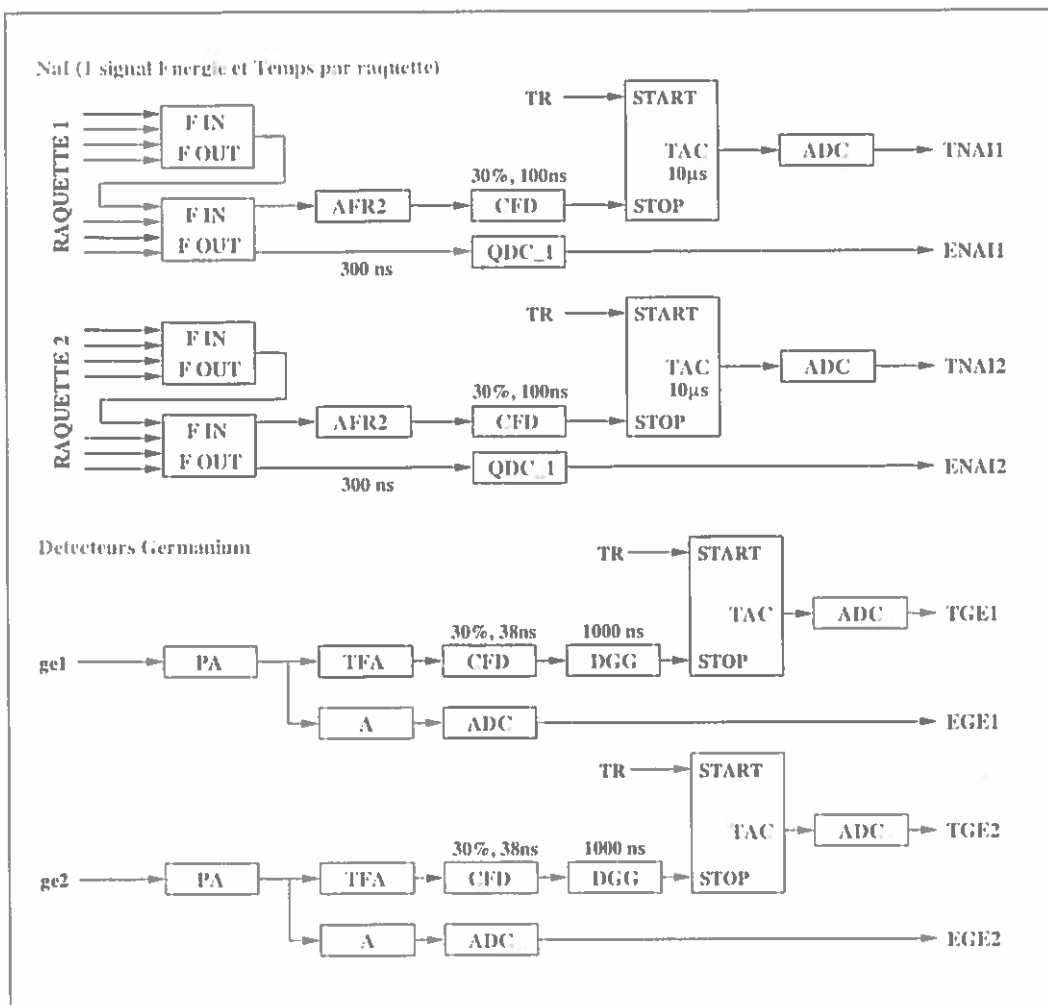 NaI (1 signal Energie et Temps par raquette)
RAQUETTE 1
F IN
F OUT
F IN
F OUT
AFR2
300 ns
30%, 100ns
CFD
QDC_1
TR
START
TAC
10µs
STOP
ADC
TNAI1
ENAI1
RAQUETTE 2
F IN
F OUT
F IN
F OUT
AFR2
300 ns
30%, 100ns
CFD
QDC_1
TR
START
TAC
10µs
STOP
ADC
TNAI2
ENAI2
Detecteurs Germanium
ge1
PA
TFA
30%, 38ns
CFD
1000 ns
DGG
TR
START
TAC
STOP
ADC
TGE1
A
ADC
EGE1
ge2
PA
TFA
30%, 38ns
CFD
1000 ns
DGG
TR
START
TAC
STOP
ADC
TGE2
A
ADC
EGE2